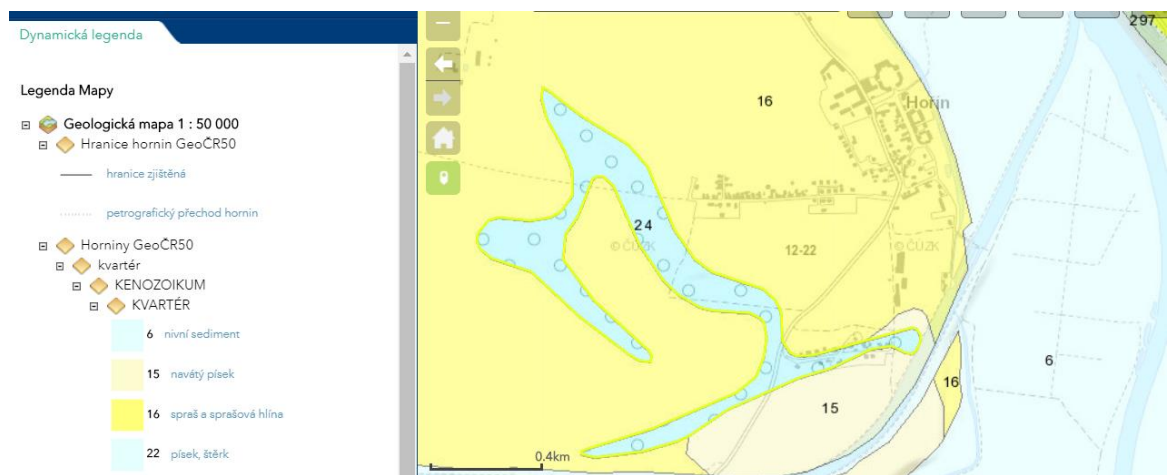 Dynamická legenda
Legenda Mapy
Geologická mapa 1 : 50 000
Hranice hornin GeoČR50
hranice zjištěná
petrografický přechod hornin
Horniny GeoČR50
kvartér
KENOZOIKUM
KVARTÉR
6 nivní sediment
15 navátý písek
16 spraš a sprašová hlína
22 písek, štěrk
297
16
Hořín
24
© ČÚZK
12-22
© ČÚZK
6
16
15
0.4km